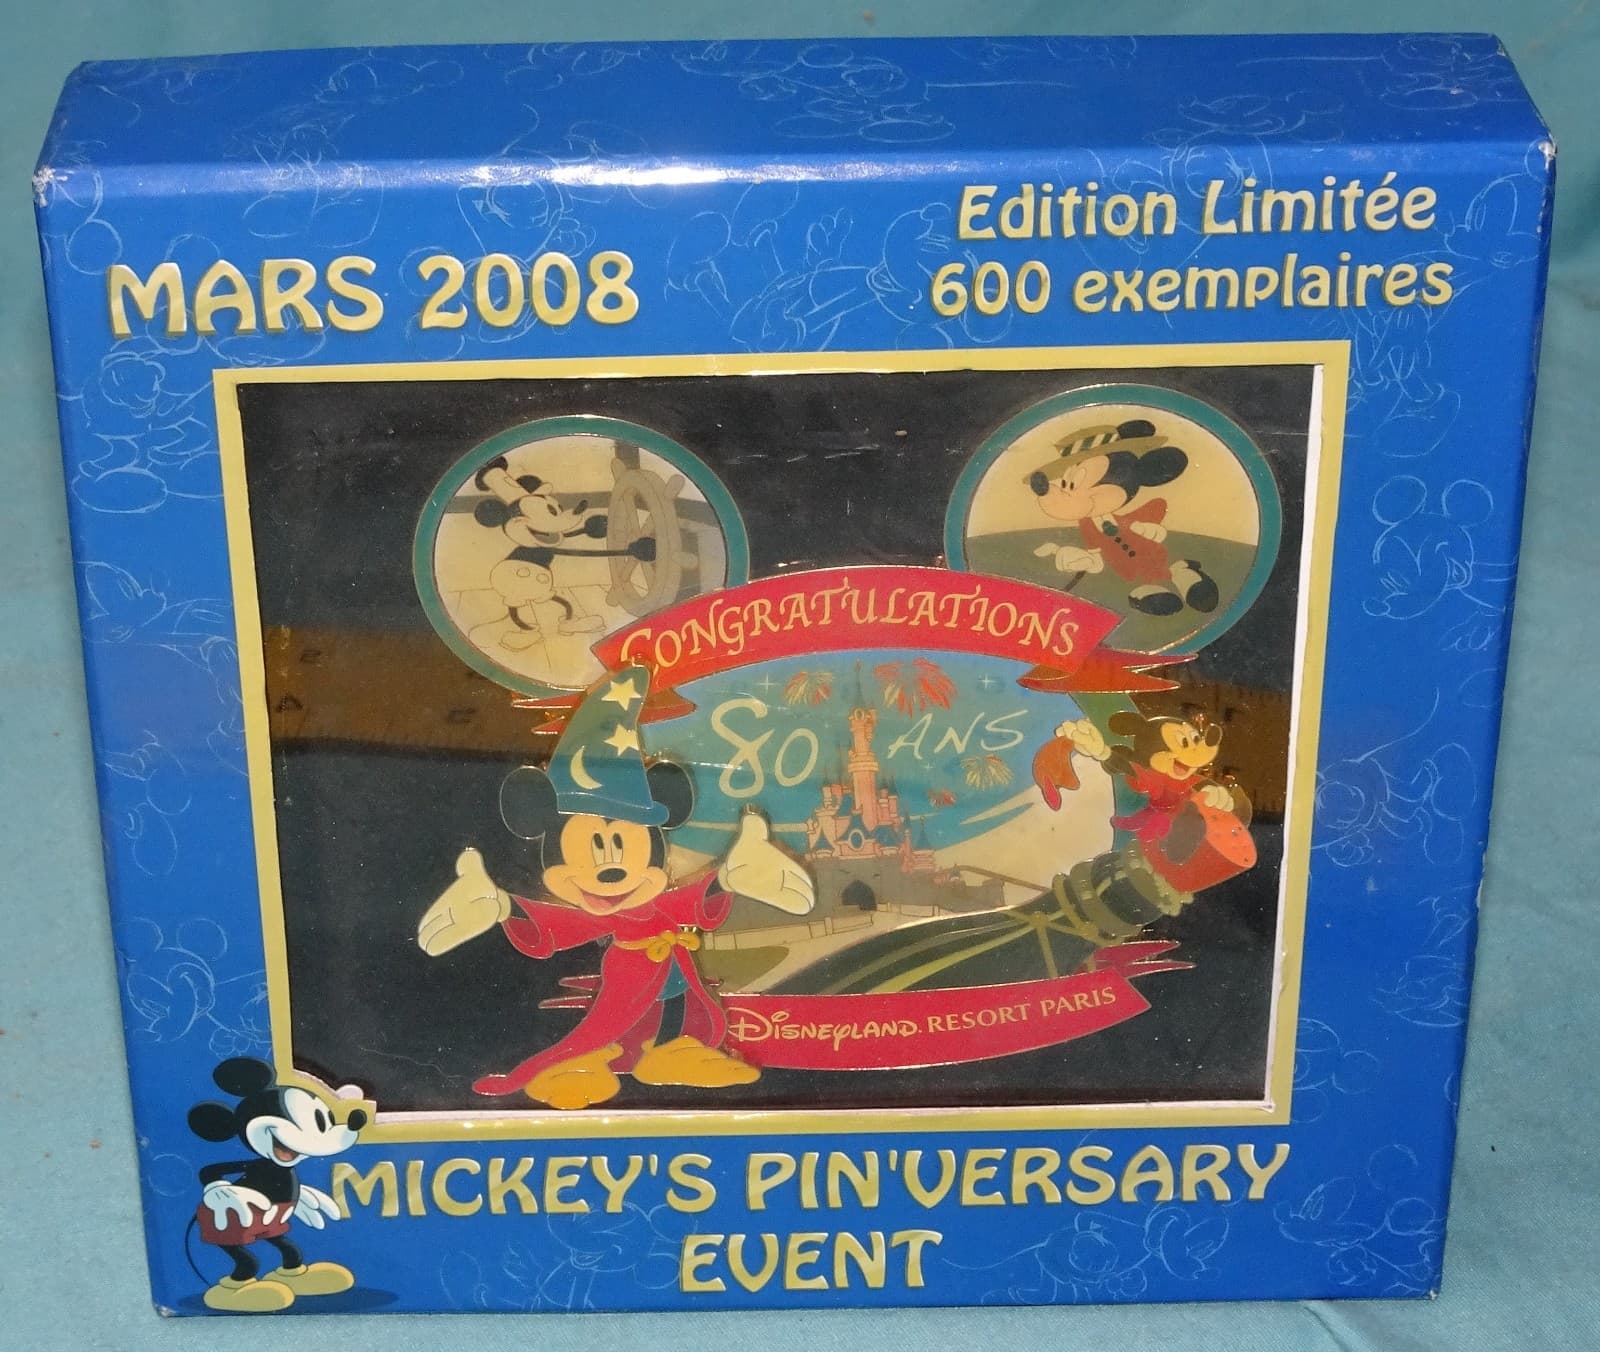 MARS 2008
Edition Limitée
600 exemplaires
CONGRATULATIONS
80 ANS
DISNEYLAND. RESORT PARIS
MICKEY'S PIN'VERSARY
EVENT